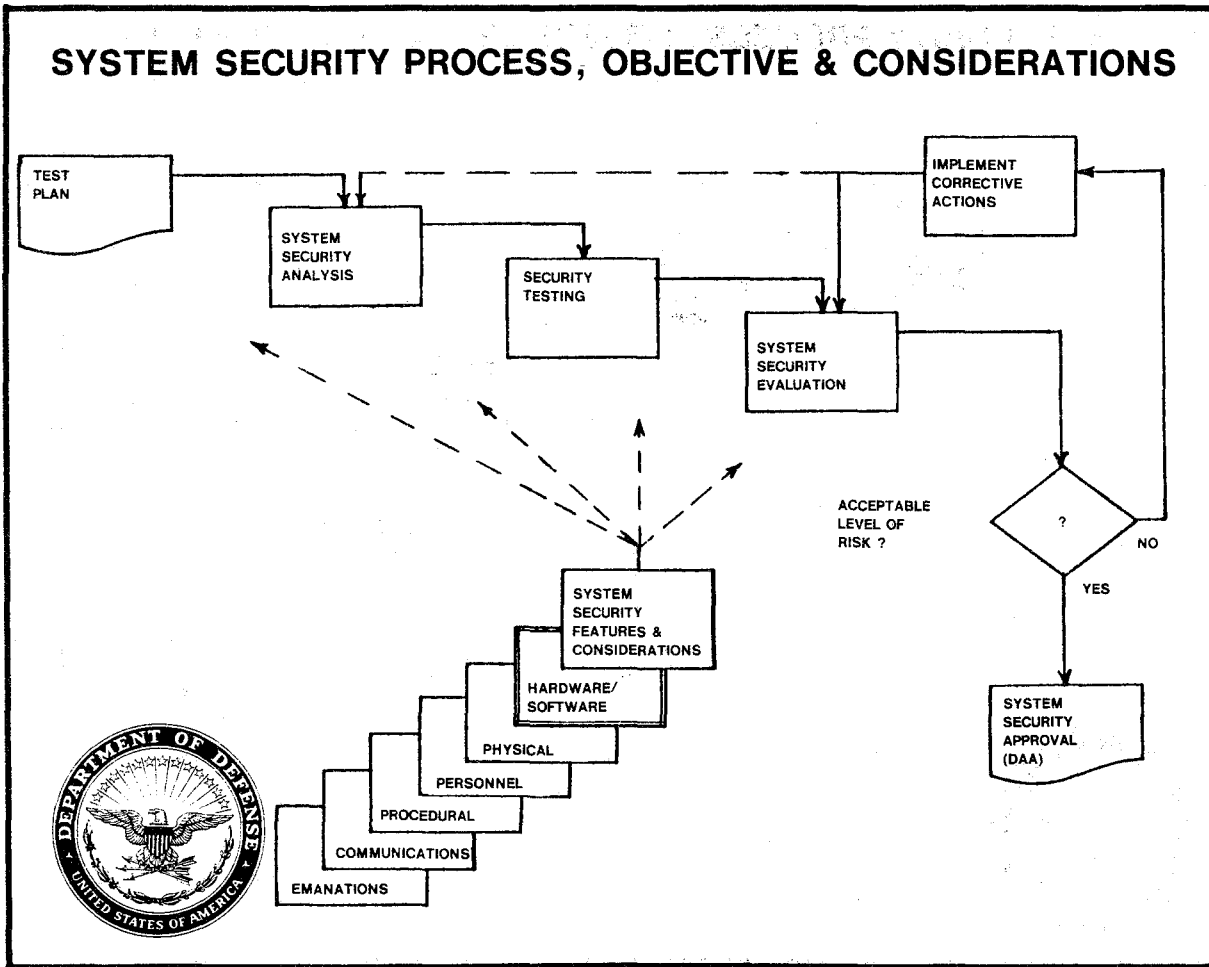 SYSTEM SECURITY PROCESS, OBJECTIVE & CONSIDERATIONS
TEST
PLAN
IMPLEMENT
CORRECTIVE
ACTIONS
SYSTEM
SECURITY
ANALYSIS
SECURITY
TESTING
SYSTEM
SECURITY
EVALUATION
ACCEPTABLE
LEVEL OF
RISK ?
?
NO
YES
SYSTEM
SECURITY
FEATURES &
CONSIDERATIONS
HARDWARE/
SOFTWARE
PHYSICAL
PERSONNEL
PROCEDURAL
COMMUNICATIONS
EMANATIONS
SYSTEM
SECURITY
APPROVAL
(DAA)
DEPARTMENT OF DEFENSE
UNITED STATES OF AMERICA